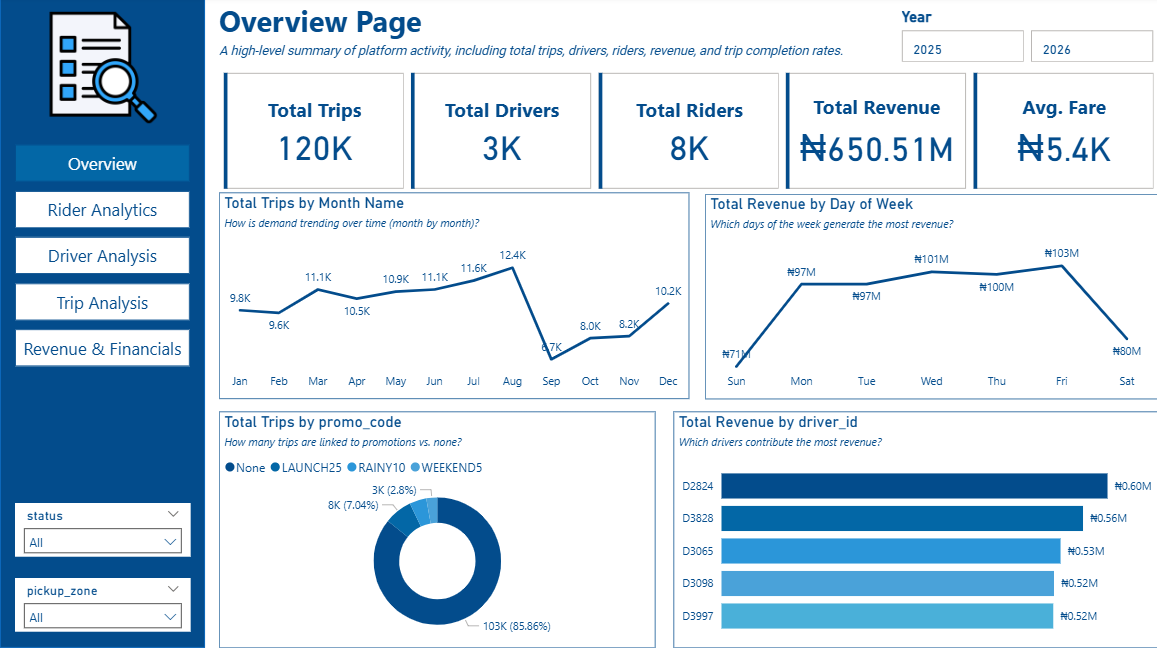 Overview Page
A high-level summary of platform activity, including total trips, drivers, riders, revenue, and trip completion rates.
Year
2025
2026
Overview
Rider Analytics
Driver Analysis
Trip Analysis
Revenue & Financials
status
All
pickup_zone
All
Total Trips
120K
Total Drivers
3K
Total Riders
8K
Total Revenue
₦650.51M
Avg. Fare
₦5.4K
Total Trips by Month Name
How is demand trending over time (month by month)?
9.8K
9.6K
11.1K
10.5K
10.9K
11.1K
11.6K
12.4K
6.7K
8.0K
8.2K
10.2K
Jan Feb Mar Apr May Jun Jul Aug Sep Oct Nov Dec
Total Revenue by Day of Week
Which days of the week generate the most revenue?
₦71M
₦97M
₦97M
₦101M
₦100M
₦103M
₦80M
Sun Mon Tue Wed Thu Fri Sat
Total Trips by promo_code
How many trips are linked to promotions vs. none?
None LAUNCH25 RAINY10 WEEKEND5
3K (2.8%)
8K (7.04%)
103K (85.86%)
Total Revenue by driver_id
Which drivers contribute the most revenue?
D2824 ₦0.60M
D3828 ₦0.56M
D3065 ₦0.53M
D3098 ₦0.52M
D3997 ₦0.52M